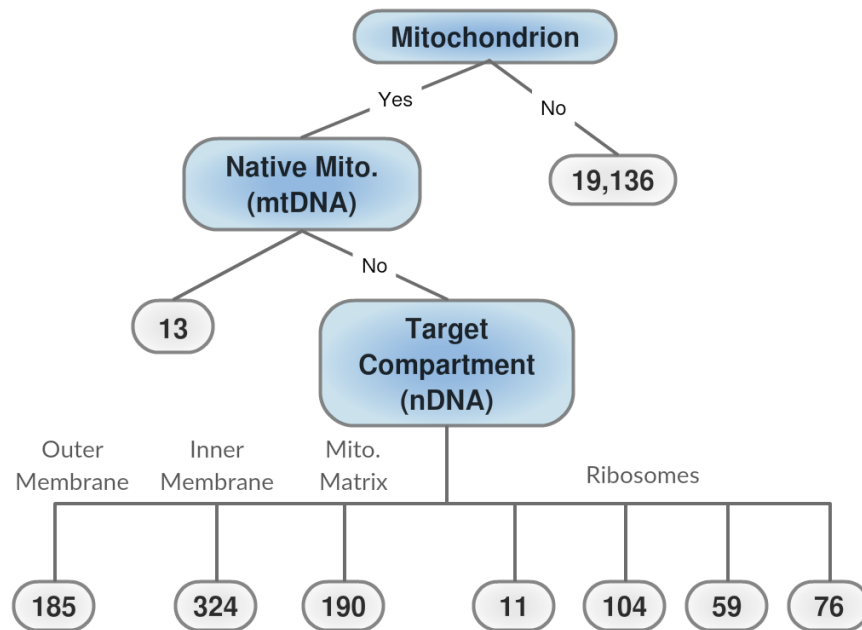 Mitochondrion
Yes
No
Native Mito.
(mtDNA)
19,136
No
13
Target
Compartment
(nDNA)
Outer
Membrane
Inner
Membrane
Mito.
Matrix
Ribosomes
185
324
190
11
104
59
76